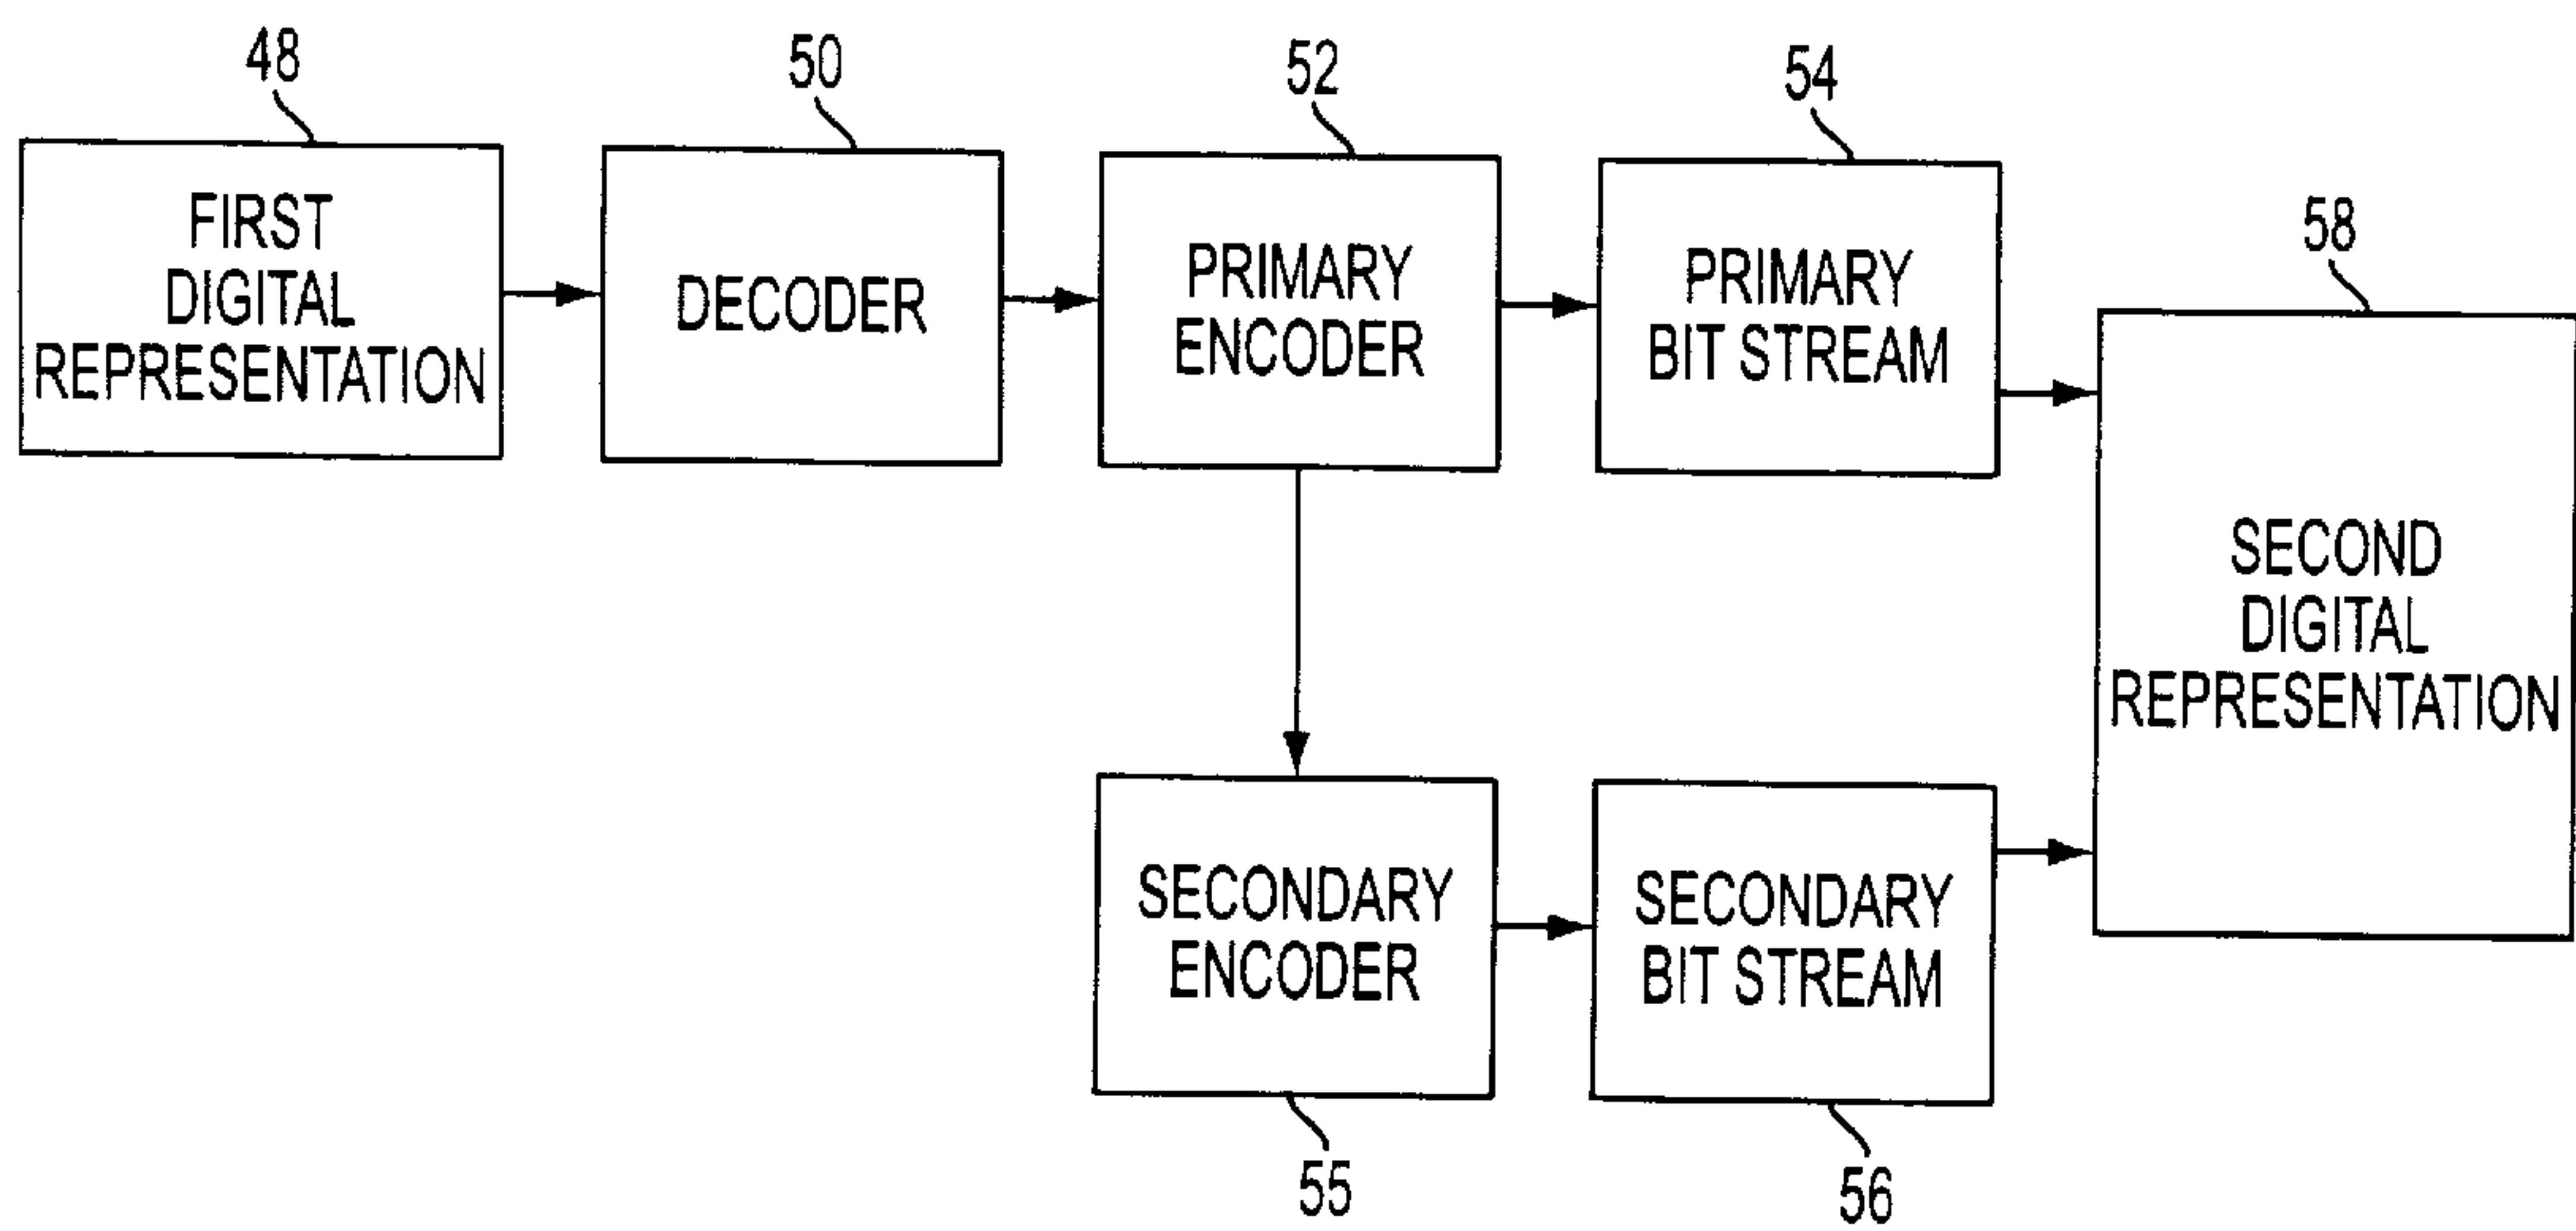 48
FIRST
DIGITAL
REPRESENTATION
50
DECODER
52
PRIMARY
ENCODER
54
PRIMARY
BIT STREAM
58
SECOND
DIGITAL
REPRESENTATION
SECONDARY
ENCODER
55
SECONDARY
BIT STREAM
56